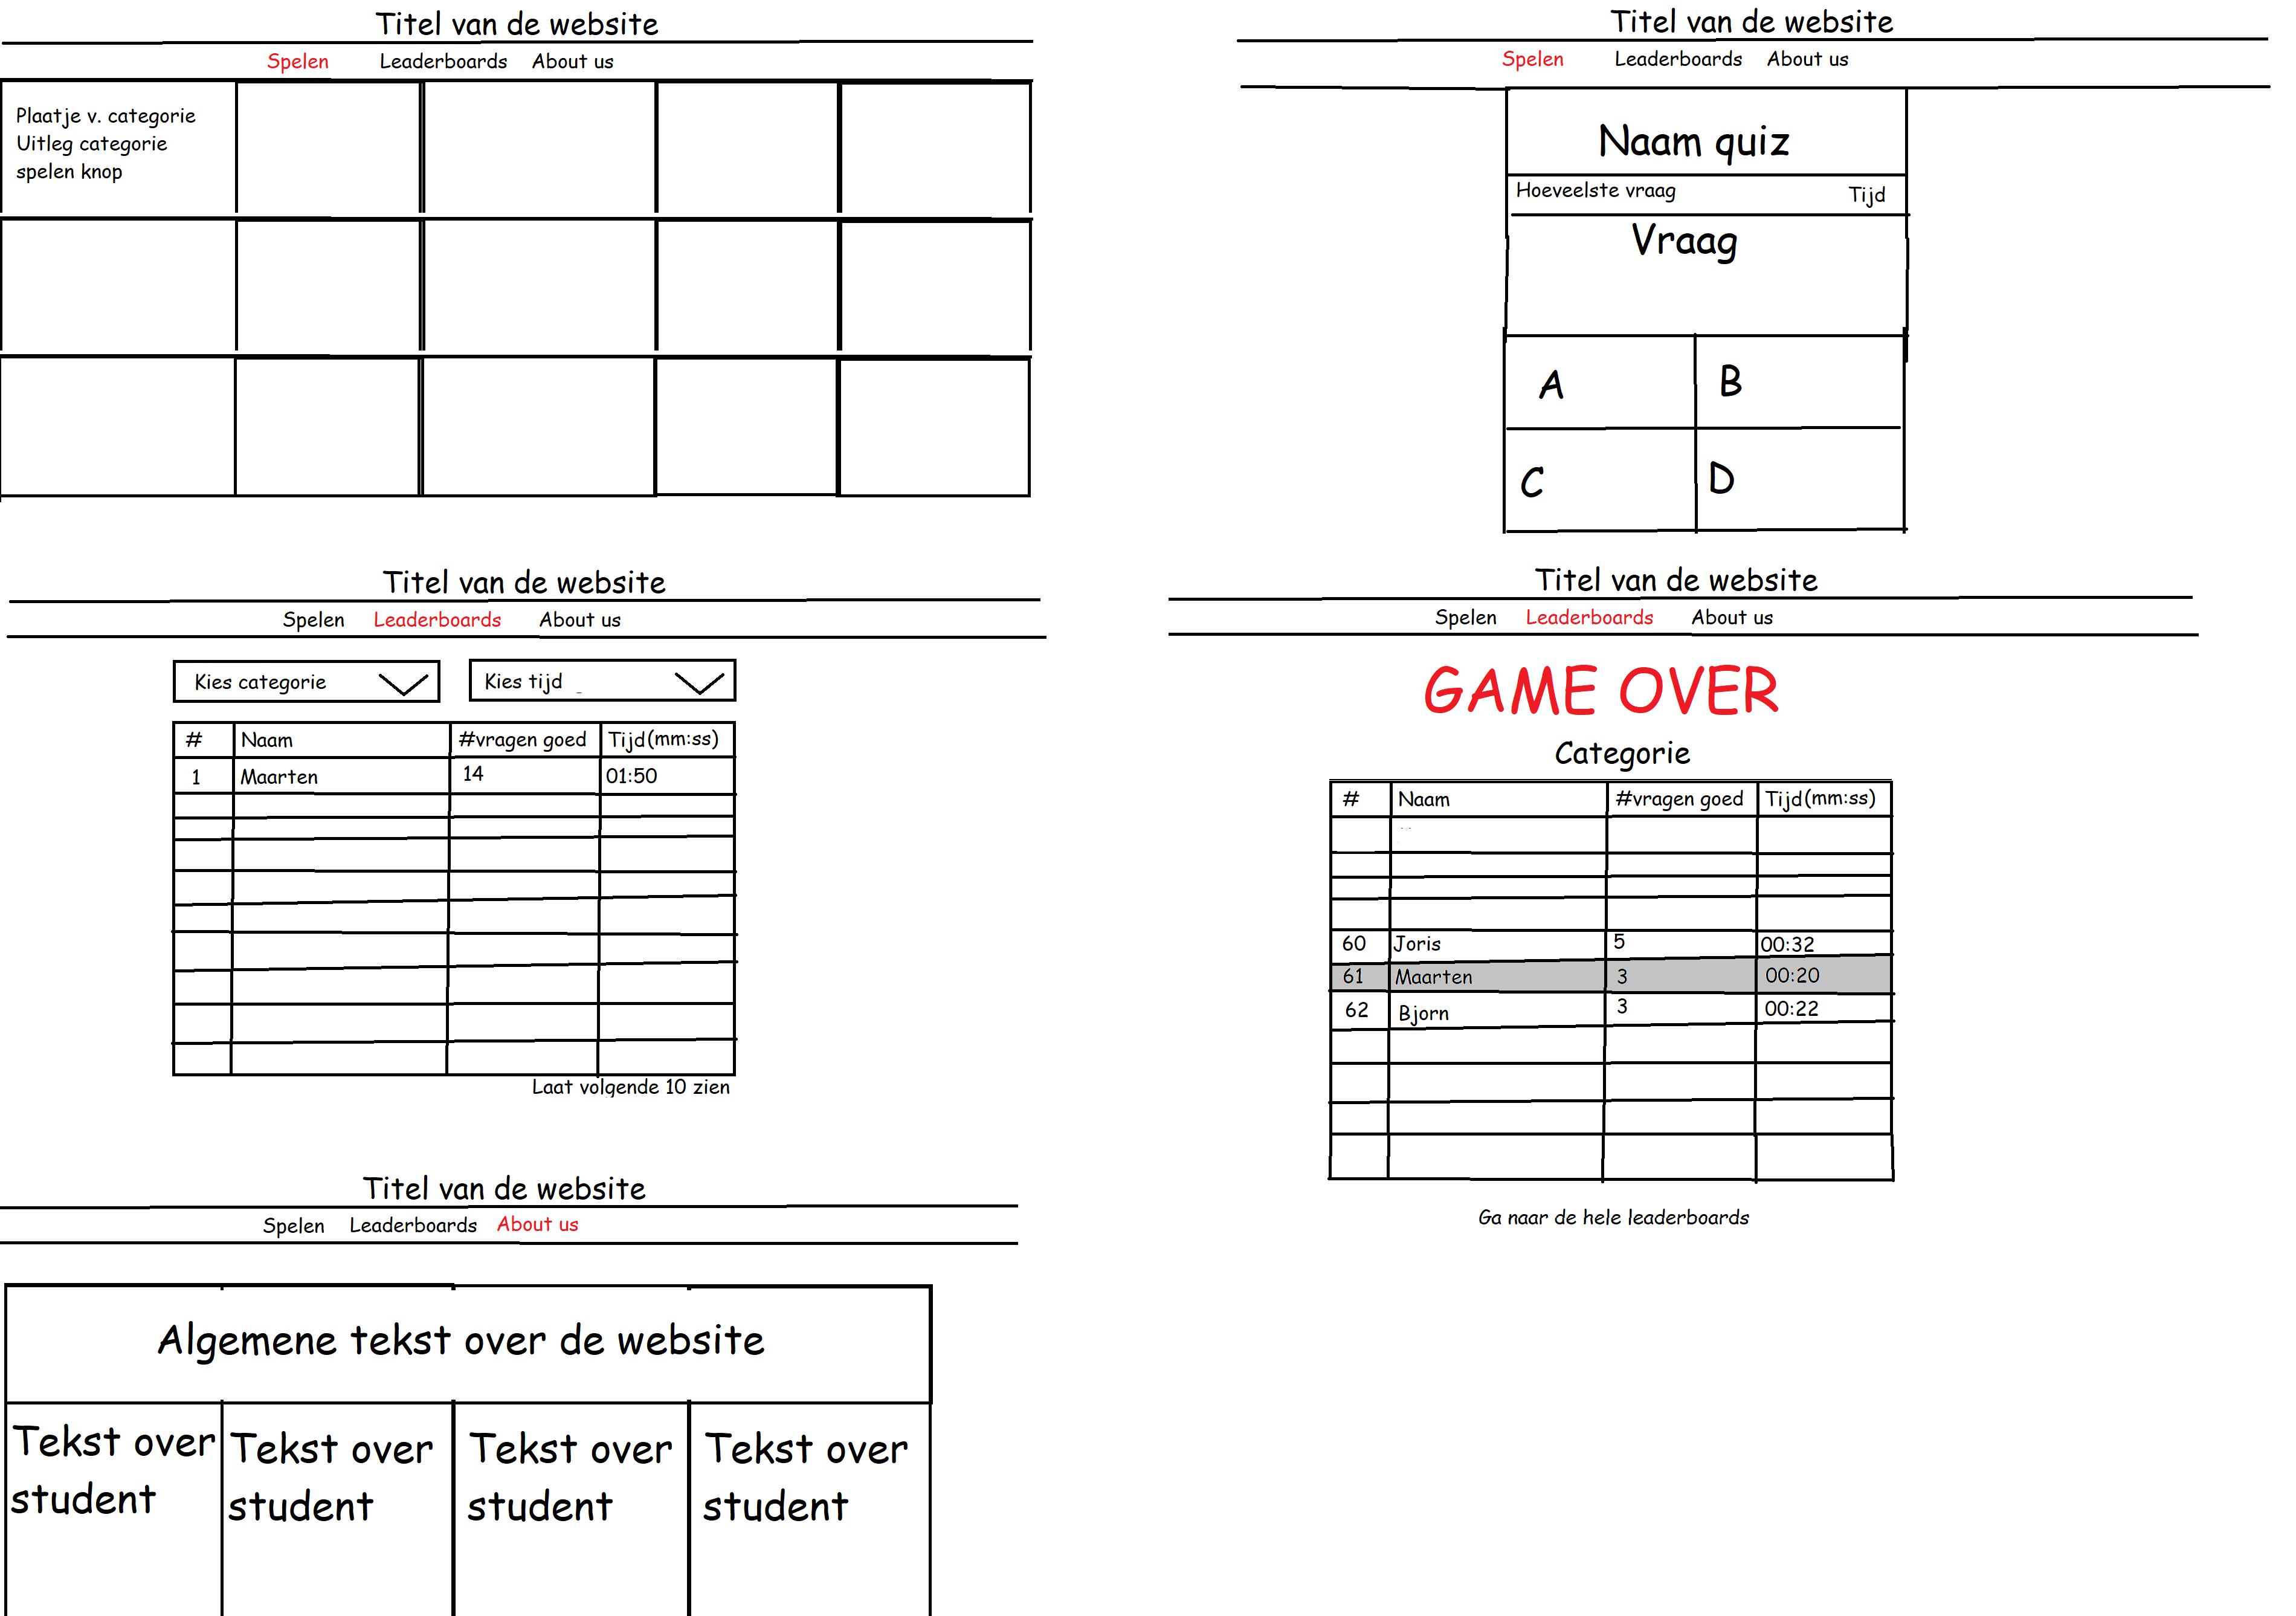 Titel van de website
Spelen Leaderboards About us
Plaatje v. categorie
Uitleg categorie
spelen knop
Titel van de website
Spelen Leaderboards About us
Naam quiz
Hoeveelste vraag Tijd
Vraag
A B
C D
Titel van de website
Spelen Leaderboards About us
Kies categorie Kies tijd
# Naam #vragen goed Tijd(mm:ss)
1 Maarten 14 01:50
Laat volgende 10 zien
Titel van de website
Spelen Leaderboards About us
GAME OVER
Categorie
# Naam #vragen goed Tijd(mm:ss)
60 Joris 5 00:32
61 Maarten 3 00:20
62 Bjorn 3 00:22
Ga naar de hele leaderboards
Titel van de website
Spelen Leaderboards About us
Algemene tekst over de website
Tekst over
student
Tekst over
student
Tekst over
student
Tekst over
student